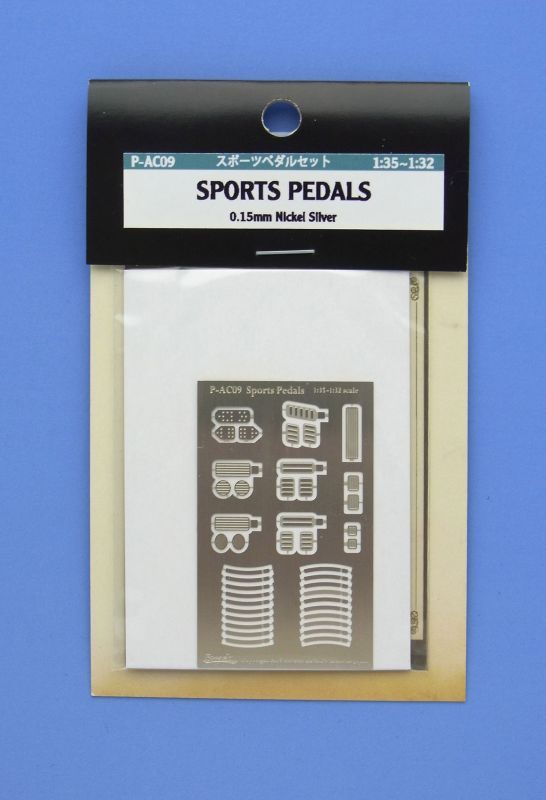 P-AC09 スポーツペダルセット 1:35~1:32
SPORTS PEDALS
0.15mm Nickel Silver
P-AC09 Sports Pedals 1:35~1:32 scale